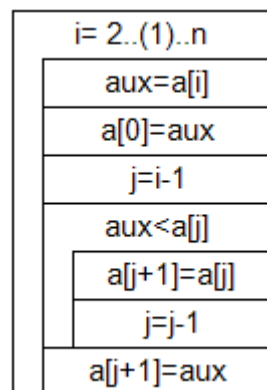 i= 2..(1)..n
aux=a[i]
a[0]=aux
j=i-1
aux<a[j]
a[j+1]=a[j]
j=j-1
a[j+1]=aux